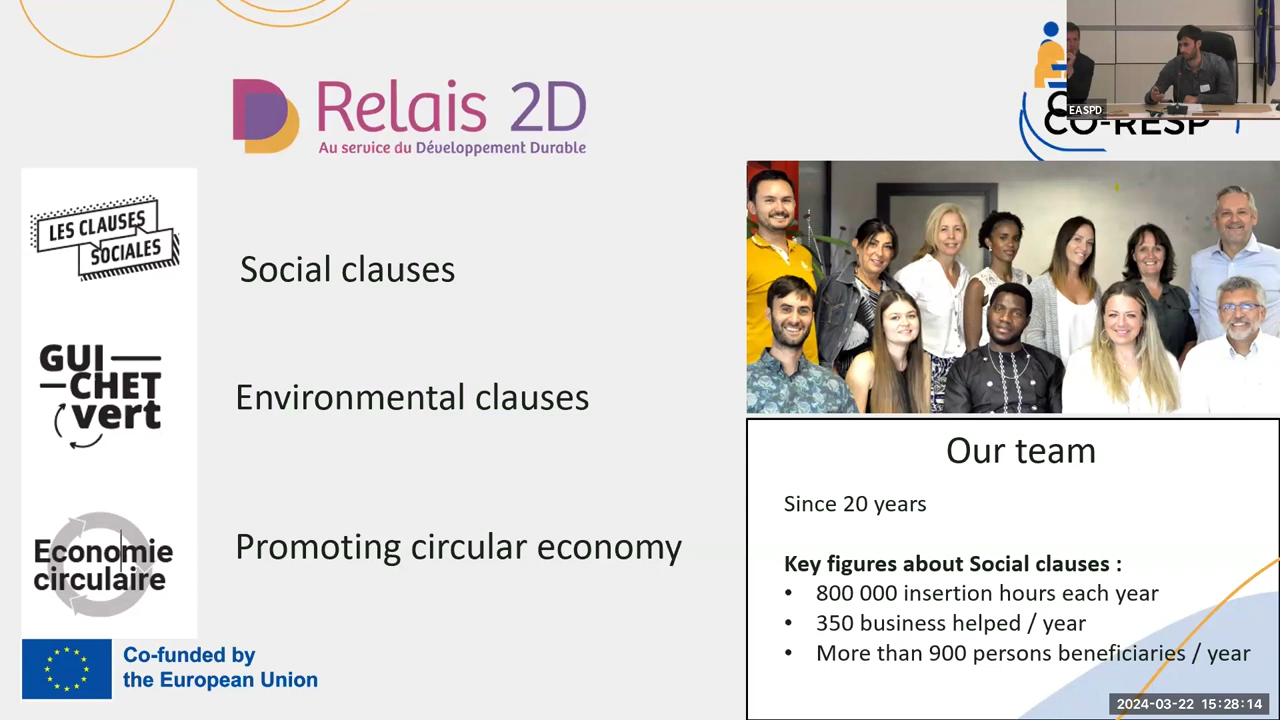 Relais 2D
Au service du Développement Durable
EASPD
CO-RESP
LES CLAUSES
SOCIALES
Social clauses
GUI
CHET
vert
Environmental clauses
Economie
circulaire
Promoting circular economy
Co-funded by
the European Union
Our team
Since 20 years
Key figures about Social clauses :
• 800 000 insertion hours each year
• 350 business helped / year
• More than 900 persons beneficiaries / year
2024-03-22 15:28:14